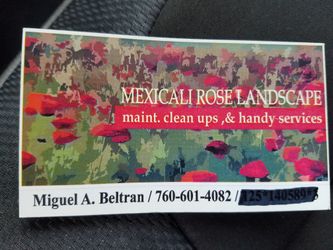 MEXICALI ROSE LANDSCAPE
maint. clean ups ,& handy services
Miguel A. Beltran / 760-601-4082 /